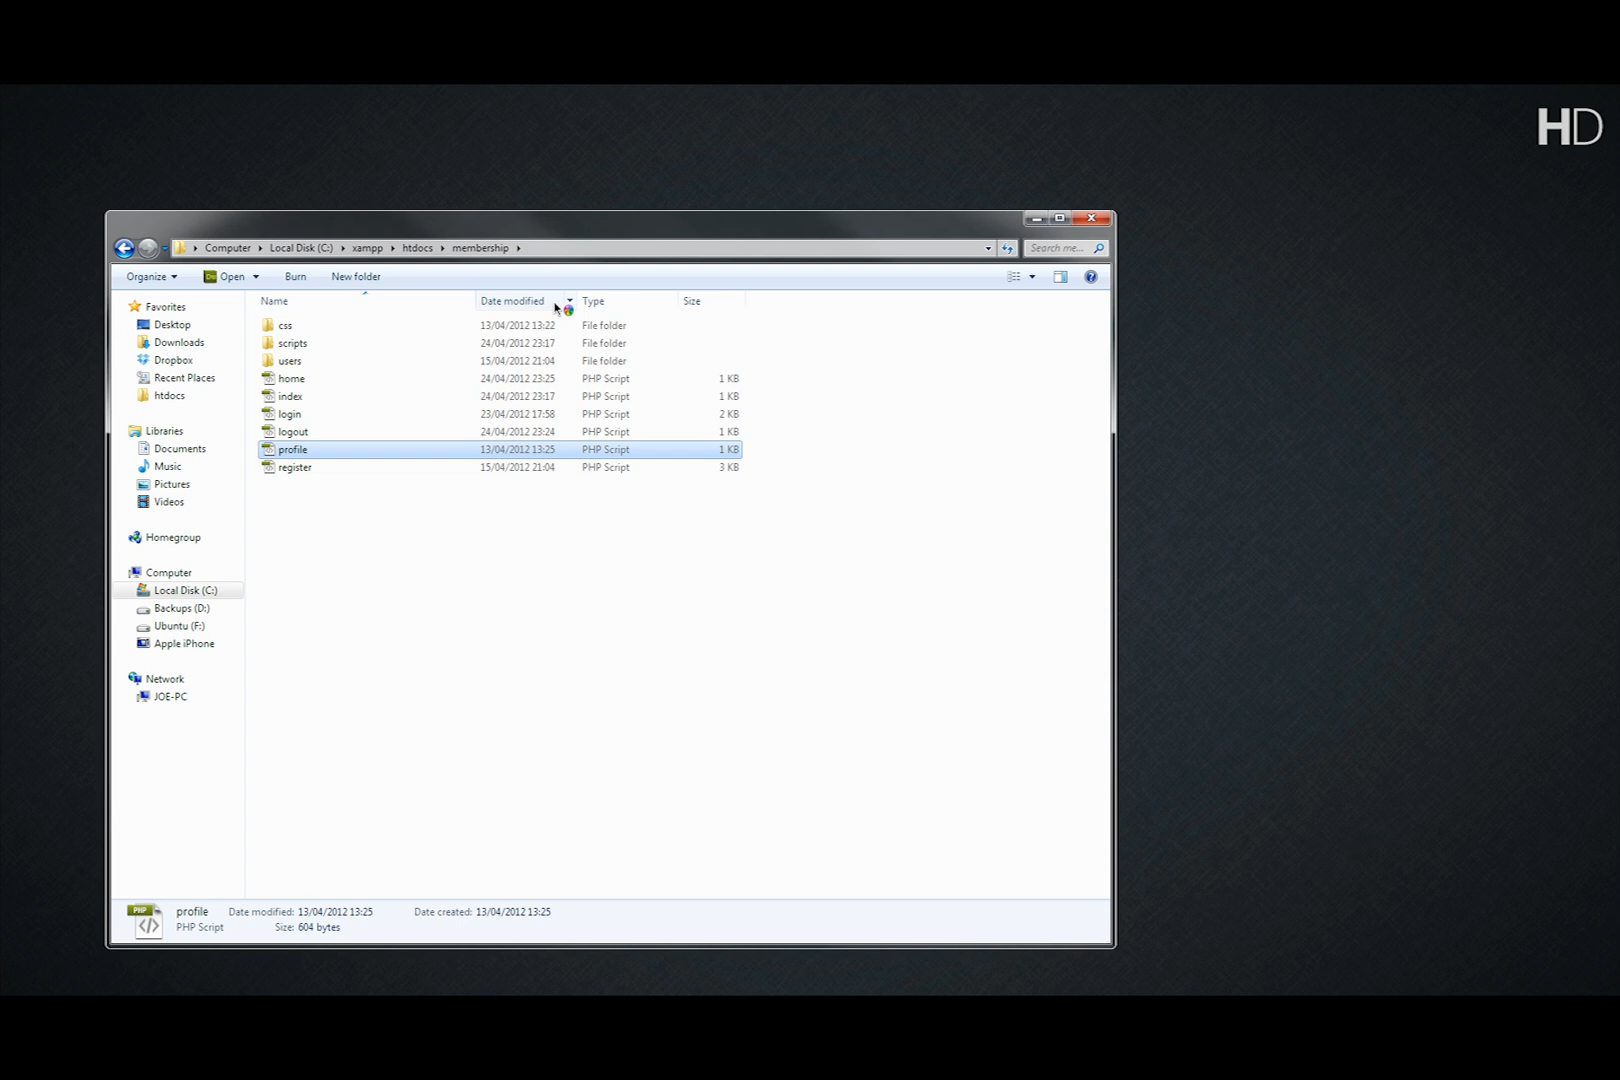 HD
Computer Local Disk (C:) xampp htdocs membership Search me...
Organize Open Burn New folder
Name Date modified Type Size
css 13/04/2012 13:22 File folder
scripts 24/04/2012 23:17 File folder
users 15/04/2012 21:04 File folder
home 24/04/2012 23:25 PHP Script 1 KB
index 24/04/2012 23:17 PHP Script 1 KB
login 23/04/2012 17:58 PHP Script 2 KB
logout 24/04/2012 23:24 PHP Script 1 KB
profile 13/04/2012 13:25 PHP Script 1 KB
register 15/04/2012 21:04 PHP Script 3 KB
Favorites
Desktop
Downloads
Dropbox
Recent Places
htdocs
Libraries
Documents
Music
Pictures
Videos
Homegroup
Computer
Local Disk (C:)
Backups (D:)
Ubuntu (F:)
Apple iPhone
Network
JOE-PC
PHP
profile Date modified: 13/04/2012 13:25 Date created: 13/04/2012 13:25
PHP Script Size: 604 bytes